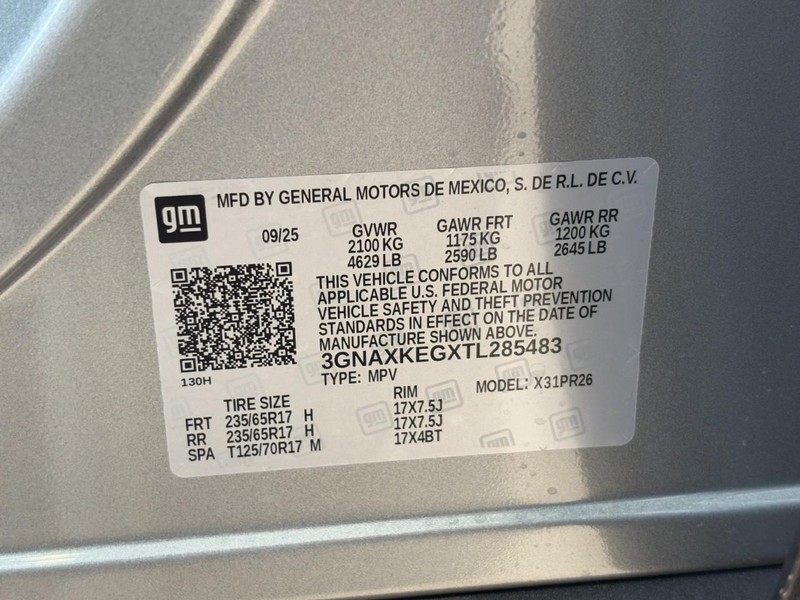 gm MFD BY GENERAL MOTORS DE MEXICO, S. DE R.L. DE C.V.
09/25 GVWR GAWR FRT GAWR RR
2100 KG 1175 KG 1200 KG
4629 LB 2590 LB 2645 LB
THIS VEHICLE CONFORMS TO ALL
APPLICABLE U.S. FEDERAL MOTOR
VEHICLE SAFETY AND THEFT PREVENTION
STANDARDS IN EFFECT ON THE DATE OF
MANUFACTURE SHOWN ABOVE.
3GNAXKEGXTL285483
130H
TYPE: MPV MODEL: X31PR26
TIRE SIZE RIM
FRT 235/65R17 H 17X7.5J
RR 235/65R17 H 17X7.5J
SPA T125/70R17 M 17X4BT